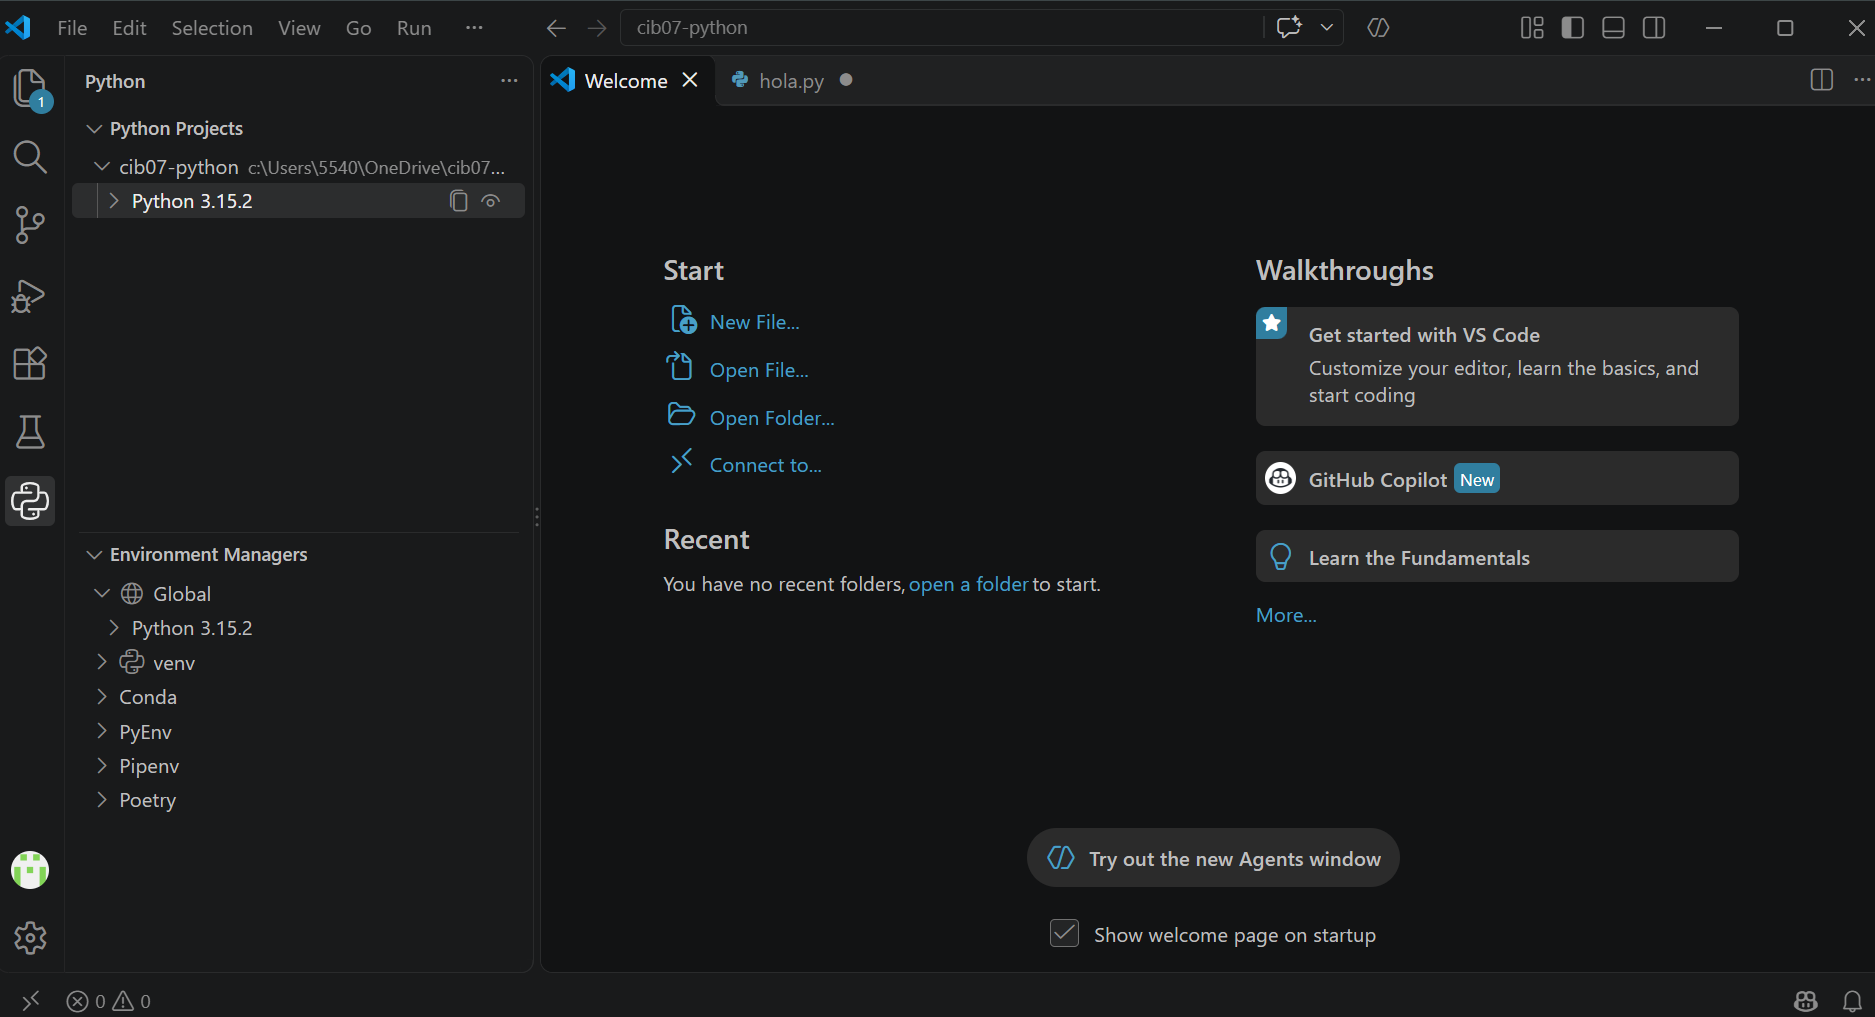 File Edit Selection View Go Run ···
cib07-python
Python
Welcome
hola.py
1
Python Projects
cib07-python c:\Users\5540\OneDrive\cib07...
Python 3.15.2
Start
New File...
Open File...
Open Folder...
Connect to...
Recent
You have no recent folders, open a folder to start.
Walkthroughs
Get started with VS Code
Customize your editor, learn the basics, and
start coding
GitHub Copilot New
Learn the Fundamentals
More...
Environment Managers
Global
Python 3.15.2
venv
Conda
PyEnv
Pipenv
Poetry
Try out the new Agents window
Show welcome page on startup
0 0